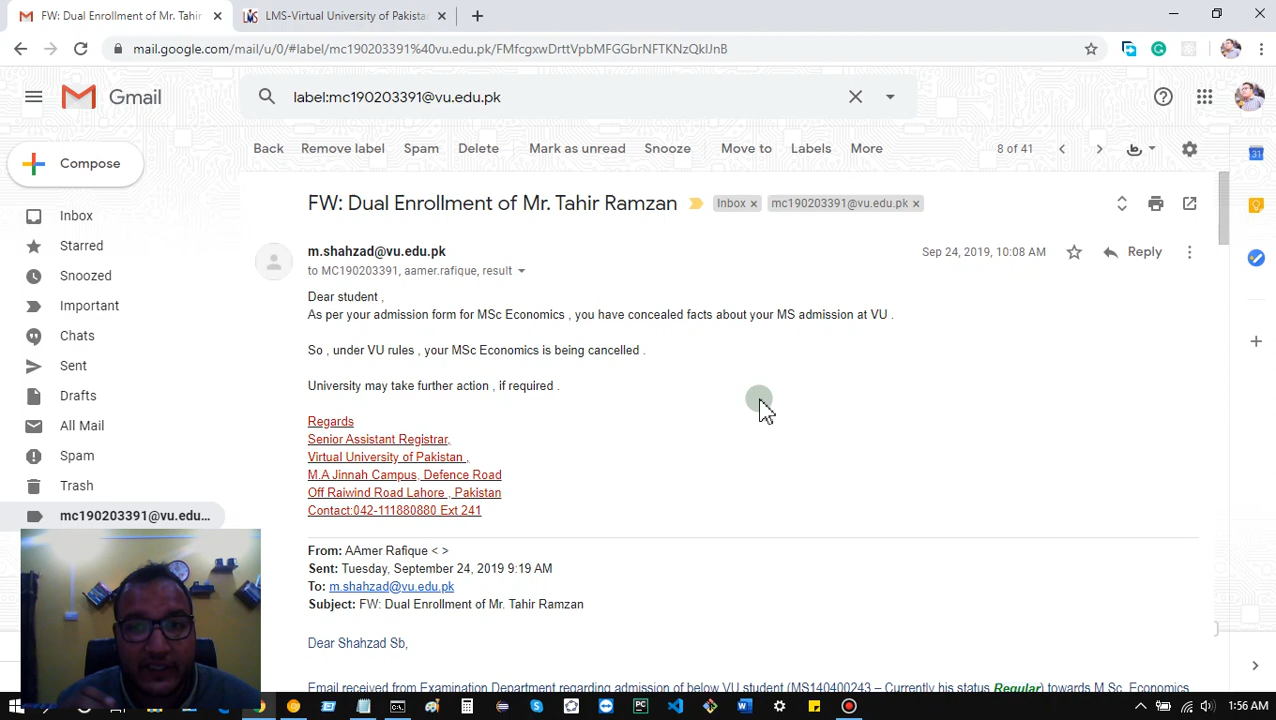 FW: Dual Enrollment of Mr. Tahir
LMS-Virtual University of Pakistan
mail.google.com/mail/u/0/#label/mc190203391%40vu.edu.pk/FMfcgxwDrttVpbMFGGbrNFTKNzQklJnB
Gmail
label:mc190203391@vu.edu.pk
Compose
Back Remove label Spam Delete Mark as unread Snooze Move to Labels More 8 of 41
FW: Dual Enrollment of Mr. Tahir Ramzan Inbox x mc190203391@vu.edu.pk x
Inbox
Starred
Snoozed
Important
Chats
Sent
Drafts
All Mail
Spam
Trash
mc190203391@vu.edu...
m.shahzad@vu.edu.pk Sep 24, 2019, 10:08 AM Reply
to MC190203391, aamer.rafique, result
Dear student ,
As per your admission form for MSc Economics , you have concealed facts about your MS admission at VU .
So , under VU rules , your MSc Economics is being cancelled .
University may take further action , if required .
Regards
Senior Assistant Registrar,
Virtual University of Pakistan ,
M.A Jinnah Campus, Defence Road
Off Raiwind Road Lahore , Pakistan
Contact:042-111880880 Ext 241
From: AAmer Rafique < >
Sent: Tuesday, September 24, 2019 9:19 AM
To: m.shahzad@vu.edu.pk
Subject: FW: Dual Enrollment of Mr. Tahir Ramzan
Dear Shahzad Sb,
Email received from Examination Department regarding admission of below VU student (MS140400243 – Currently his status Regular) towards M.Sc. Economics
31
1:56 AM